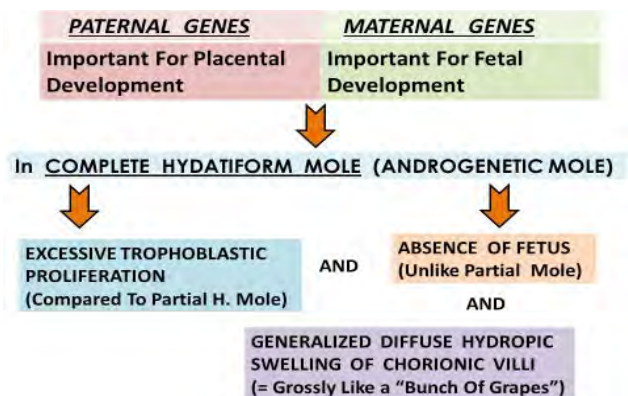 PATERNAL GENES
MATERNAL GENES
Important For Placental
Development
Important For Fetal
Development
In COMPLETE HYDATIFORM MOLE (ANDROGENETIC MOLE)
EXCESSIVE TROPHOBLASTIC
PROLIFERATION
(Compared To Partial H. Mole)
AND
ABSENCE OF FETUS
(Unlike Partial Mole)
AND
GENERALIZED DIFFUSE HYDROPIC
SWELLING OF CHORIONIC VILLI
(= Grossly Like a “Bunch Of Grapes”)